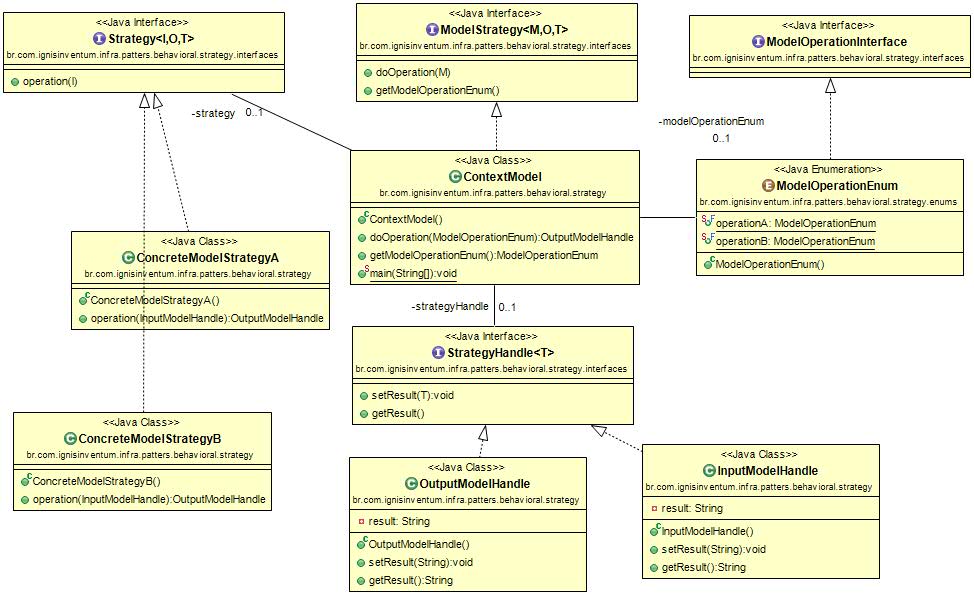 <<Java Interface>>
Strategy<I,O,T>
br.com.ignisinventum.infra.patters.behavioral.strategy.interfaces
operation(I)
<<Java Interface>>
ModelStrategy<M,O,T>
br.com.ignisinventum.infra.patters.behavioral.strategy.interfaces
doOperation(M)
getModelOperationEnum()
<<Java Interface>>
ModelOperationInterface
br.com.ignisinventum.infra.patters.behavioral.strategy.interfaces
-strategy 0..1
-modelOperationEnum
0..1
<<Java Class>>
ContextModel
br.com.ignisinventum.infra.patters.behavioral.strategy
ContextModel()
doOperation(ModelOperationEnum):OutputModelHandle
getModelOperationEnum():ModelOperationEnum
main(String[]):void
<<Java Enumeration>>
ModelOperationEnum
br.com.ignisinventum.infra.patters.behavioral.strategy.enums
operationA: ModelOperationEnum
operationB: ModelOperationEnum
ModelOperationEnum()
<<Java Class>>
ConcreteModelStrategyA
br.com.ignisinventum.infra.patters.behavioral.strategy
ConcreteModelStrategyA()
operation(InputModelHandle):OutputModelHandle
-strategyHandle 0..1
<<Java Interface>>
StrategyHandle<T>
br.com.ignisinventum.infra.patters.behavioral.strategy.interfaces
setResult(T):void
getResult()
<<Java Class>>
ConcreteModelStrategyB
br.com.ignisinventum.infra.patters.behavioral.strategy
ConcreteModelStrategyB()
operation(InputModelHandle):OutputModelHandle
<<Java Class>>
OutputModelHandle
br.com.ignisinventum.infra.patters.behavioral.strategy
result: String
OutputModelHandle()
setResult(String):void
getResult():String
<<Java Class>>
InputModelHandle
br.com.ignisinventum.infra.patters.behavioral.strategy
result: String
InputModelHandle()
setResult(String):void
getResult():String